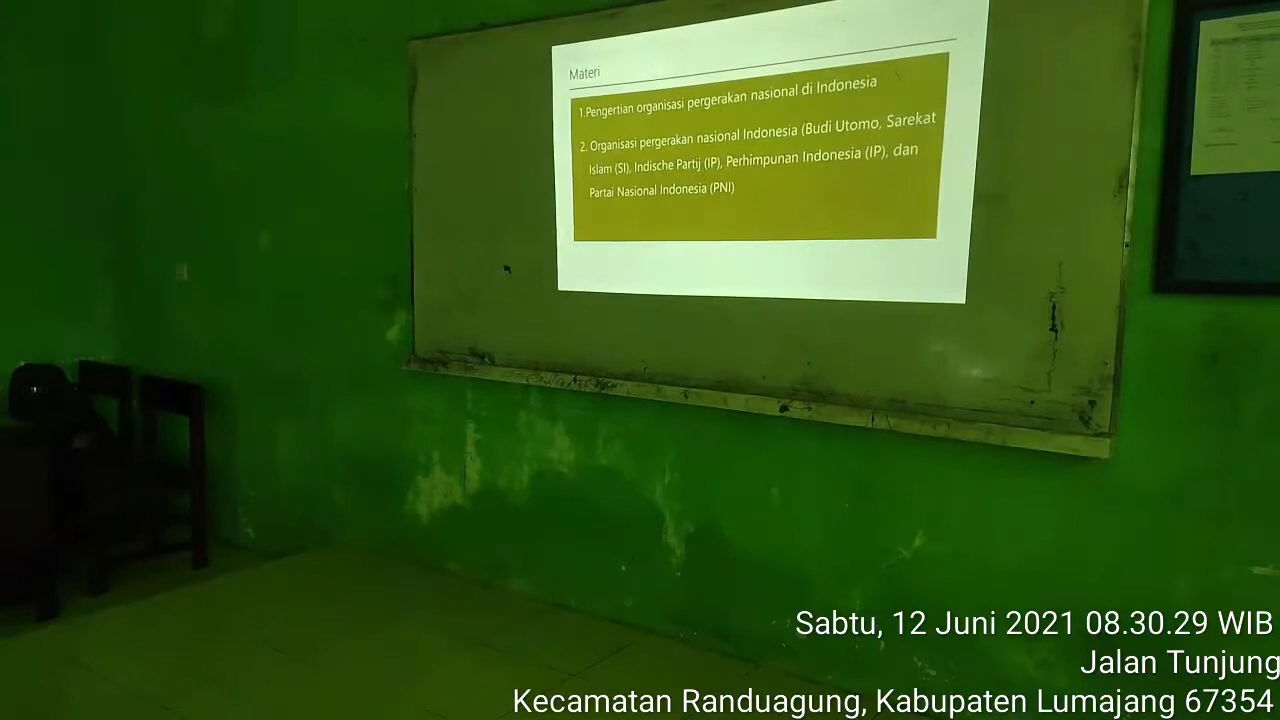 Materi
1.Pengertian organisasi pergerakan nasional di Indonesia
2. Organisasi pergerakan nasional Indonesia (Budi Utomo, Sarekat
Islam (SI), Indische Partij (IP), Perhimpunan Indonesia (IP), dan
Partai Nasional Indonesia (PNI)
Sabtu, 12 Juni 2021 08.30.29 WIB
Jalan Tunjung
Kecamatan Randuagung, Kabupaten Lumajang 67354